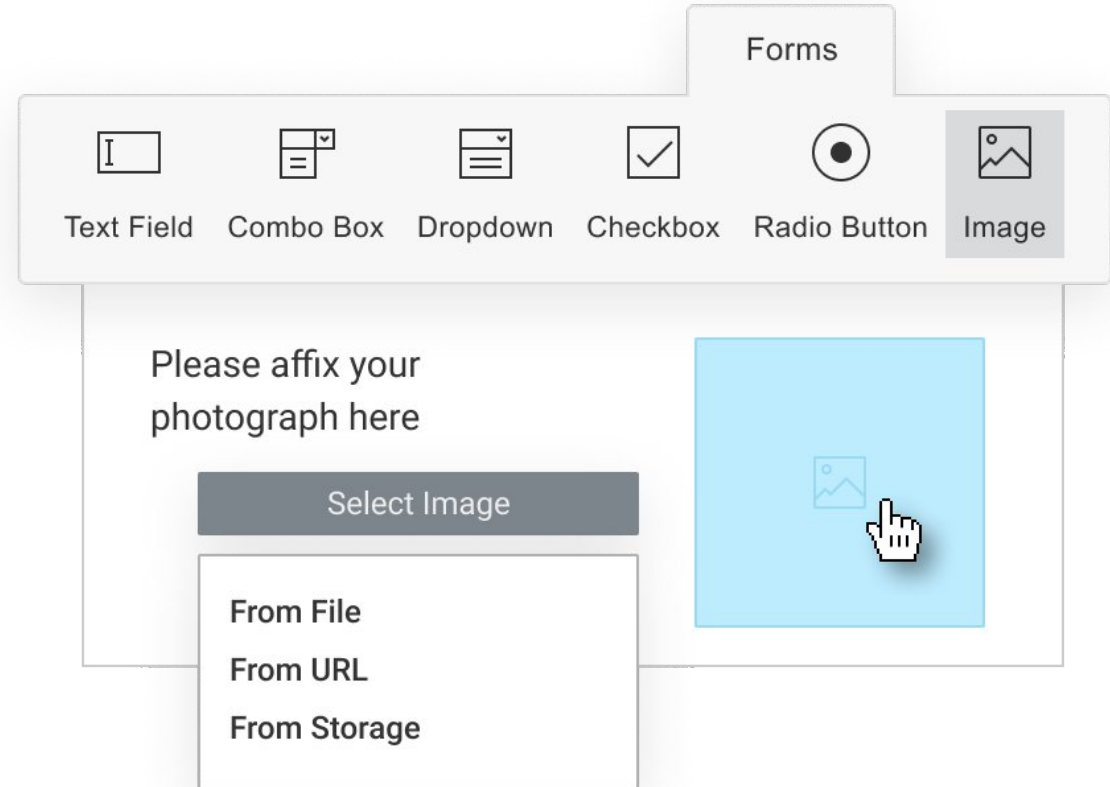 Forms
Text Field
Combo Box
Dropdown
Checkbox
Radio Button
Image
Please affix your
photograph here
Select Image
From File
From URL
From Storage